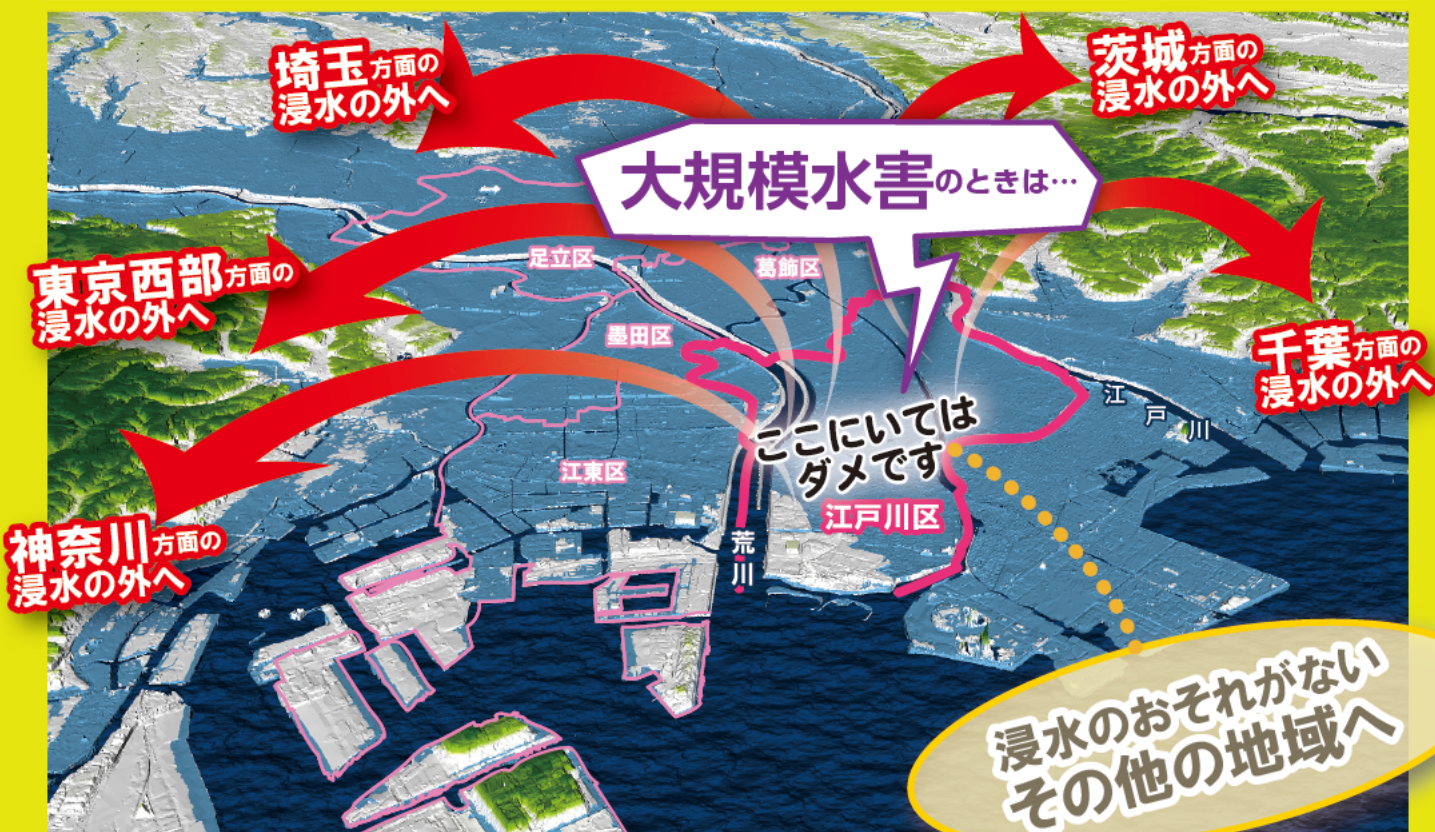 埼玉方面の
浸水の外へ
茨城方面の
浸水の外へ
大規模水害のときは…
東京西部方面の
浸水の外へ
足立区
葛飾区
墨田区
千葉方面の
浸水の外へ
江戸川
ここにいては
ダメです
江東区
江戸川区
神奈川方面の
浸水の外へ
荒川
浸水のおそれがない
その他の地域へ